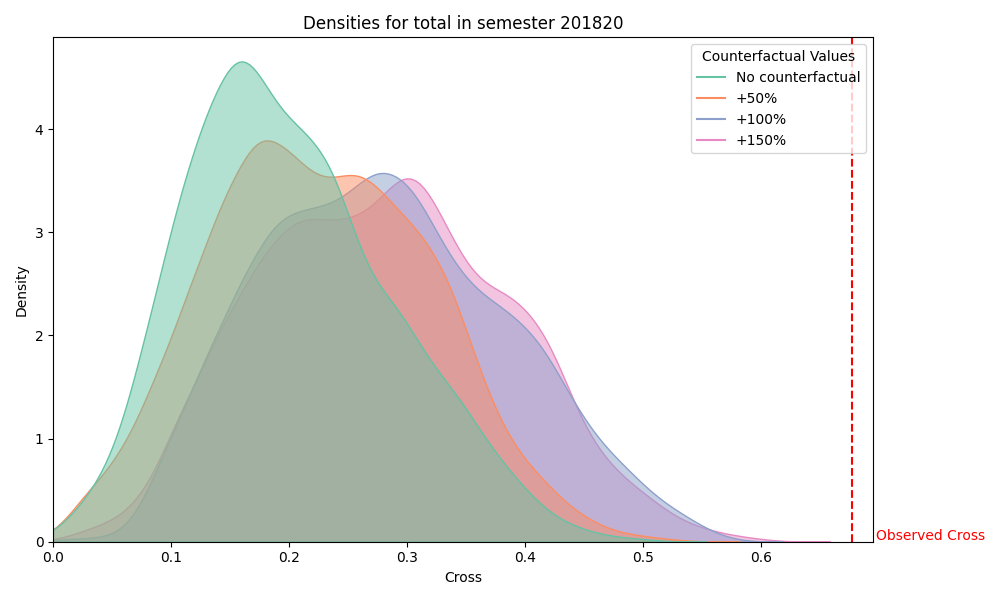 Densities for total in semester 201820
Counterfactual Values
No counterfactual
+50%
+100%
+150%
Density
4
3
2
1
0
0.0 0.1 0.2 0.3 0.4 0.5 0.6
Cross
Observed Cross